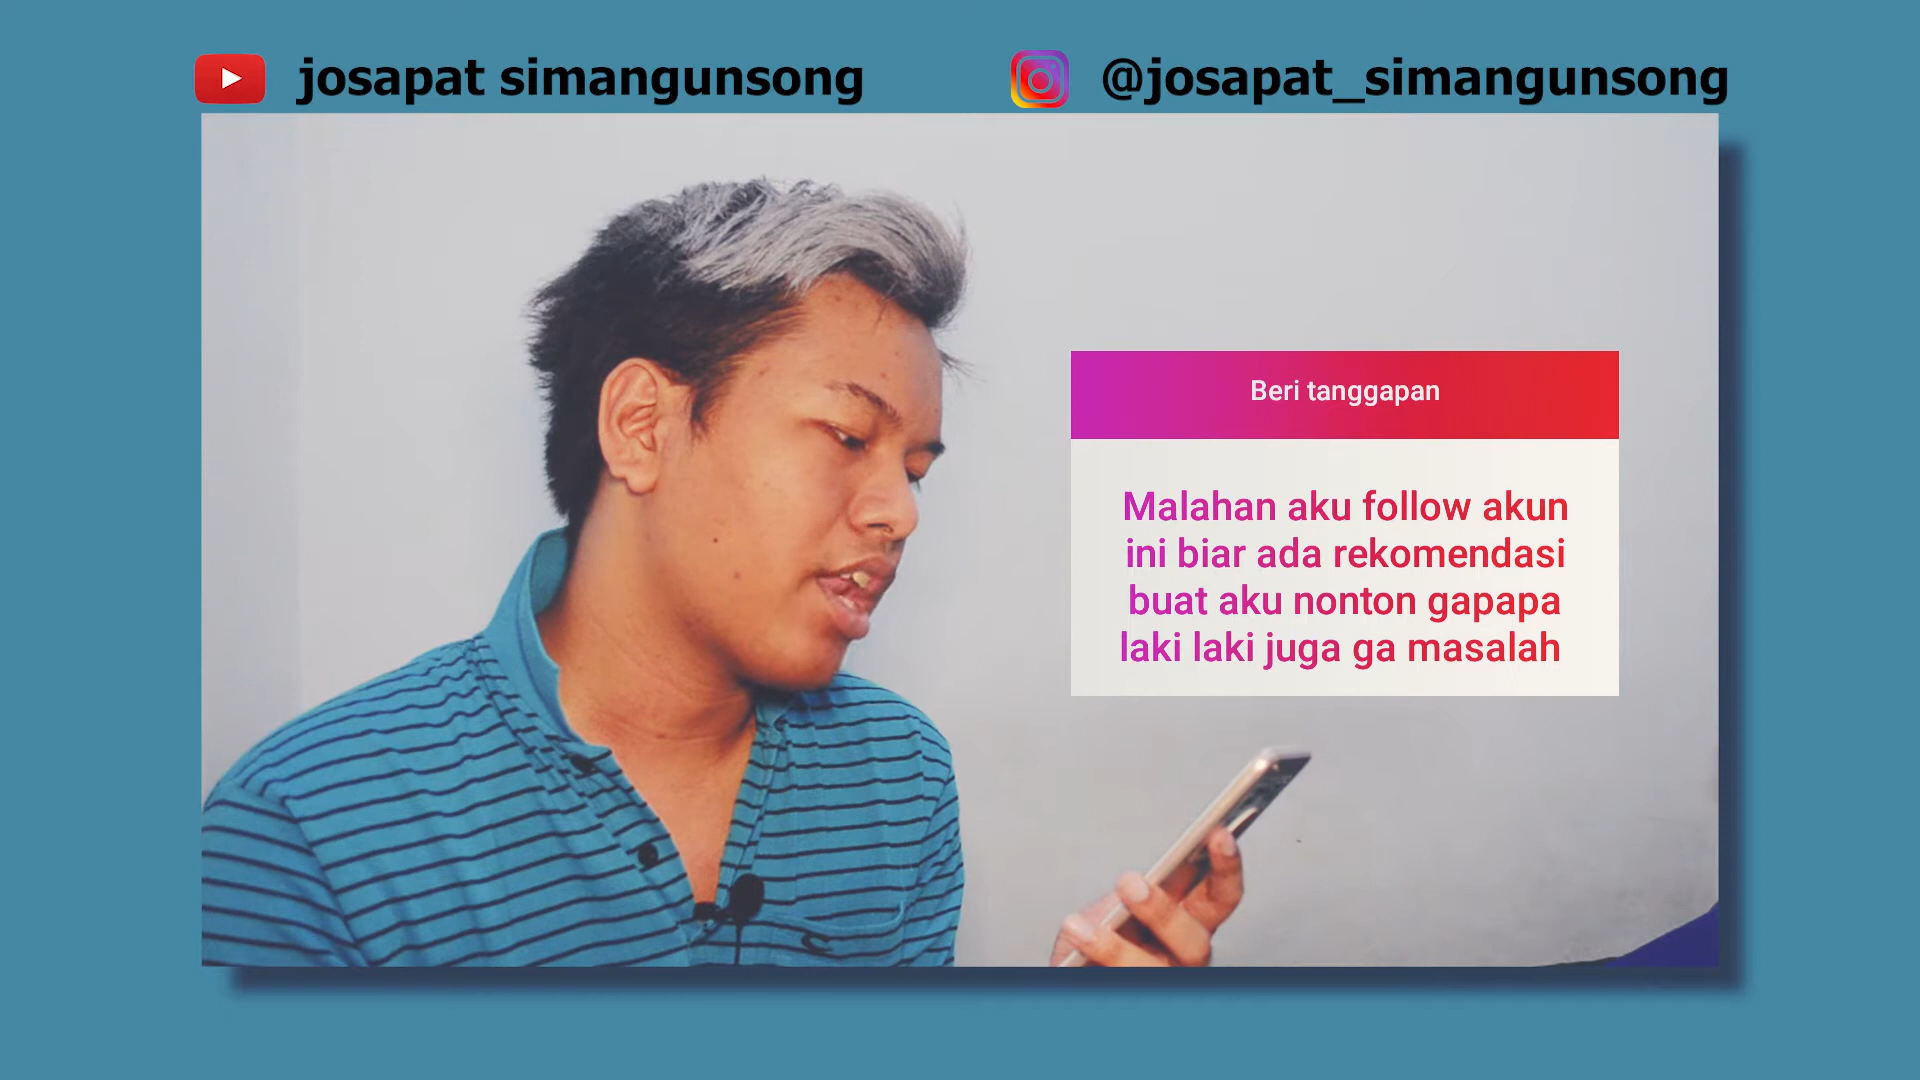 josapat simangunsong
@josapat_simangunsong
Beri tanggapan
Malahan aku follow akun
ini biar ada rekomendasi
buat aku nonton gapapa
laki laki juga ga masalah